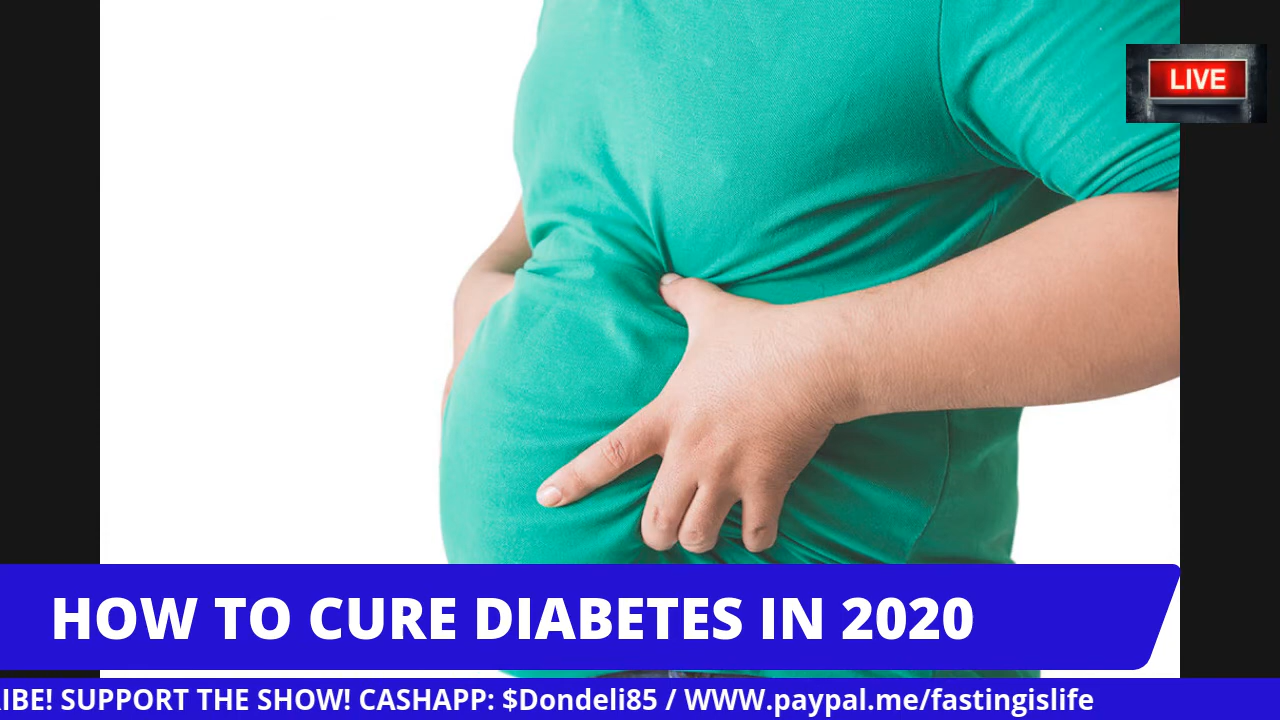 LIVE
HOW TO CURE DIABETES IN 2020
IBE! SUPPORT THE SHOW! CASHAPP: $Dondeli85 / WWW.paypal.me/fastingislife